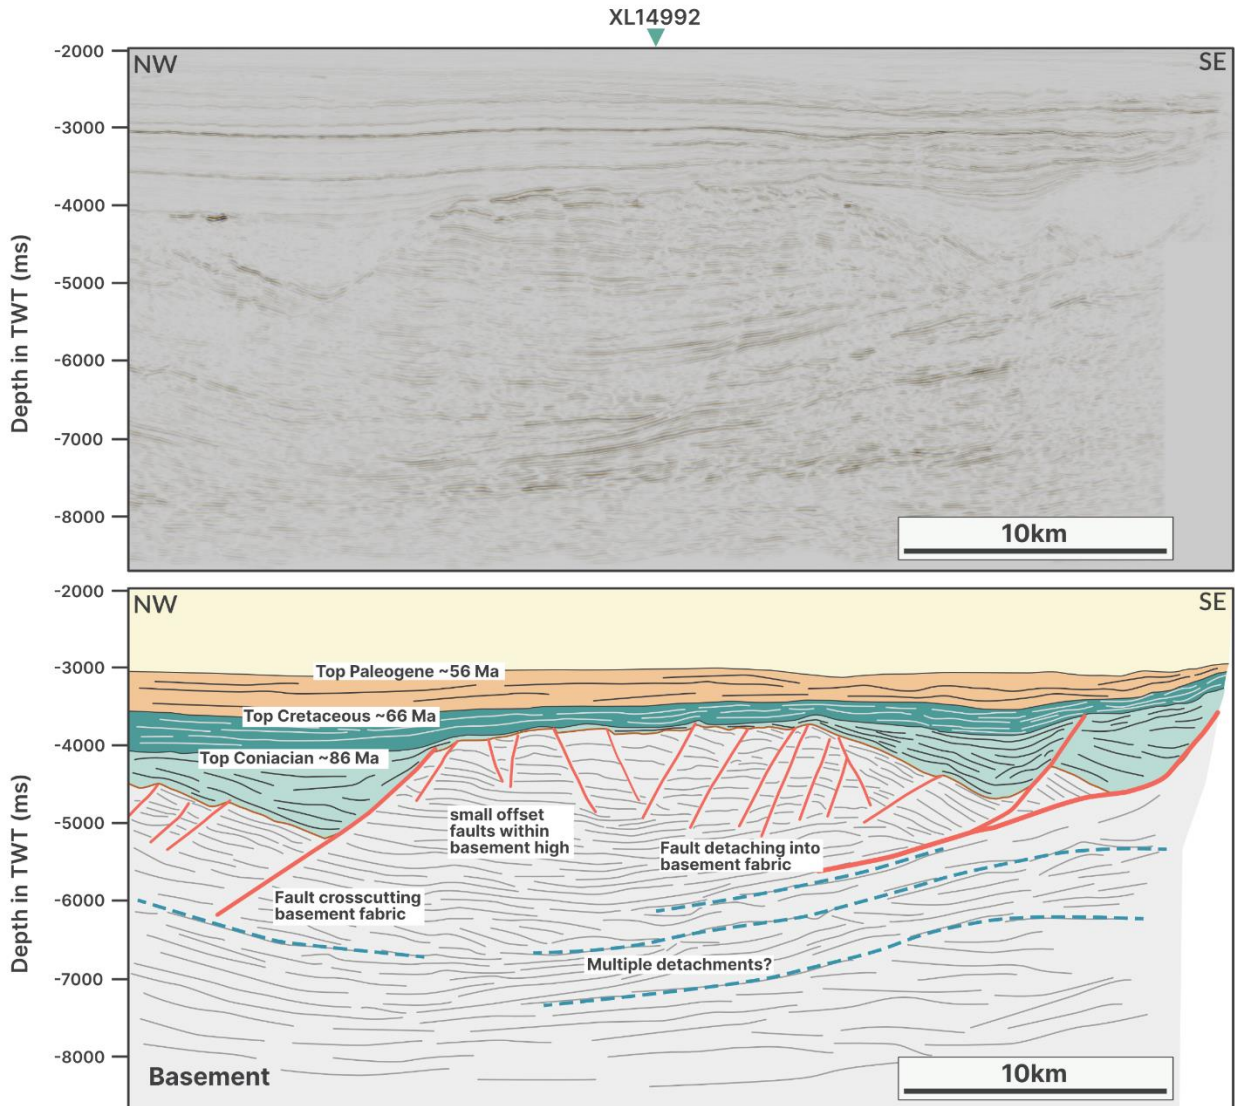 XL14992
NW
SE
Depth in TWT (ms)
-2000
-3000
-4000
-5000
-6000
-7000
-8000
10km
NW
SE
Depth in TWT (ms)
-2000
-3000
-4000
-5000
-6000
-7000
-8000
Top Paleogene ~56 Ma
Top Cretaceous ~66 Ma
Top Coniacian ~86 Ma
small offset
faults within
basement high
Fault detaching into
basement fabric
Fault crosscutting
basement fabric
Multiple detachments?
Basement
10km